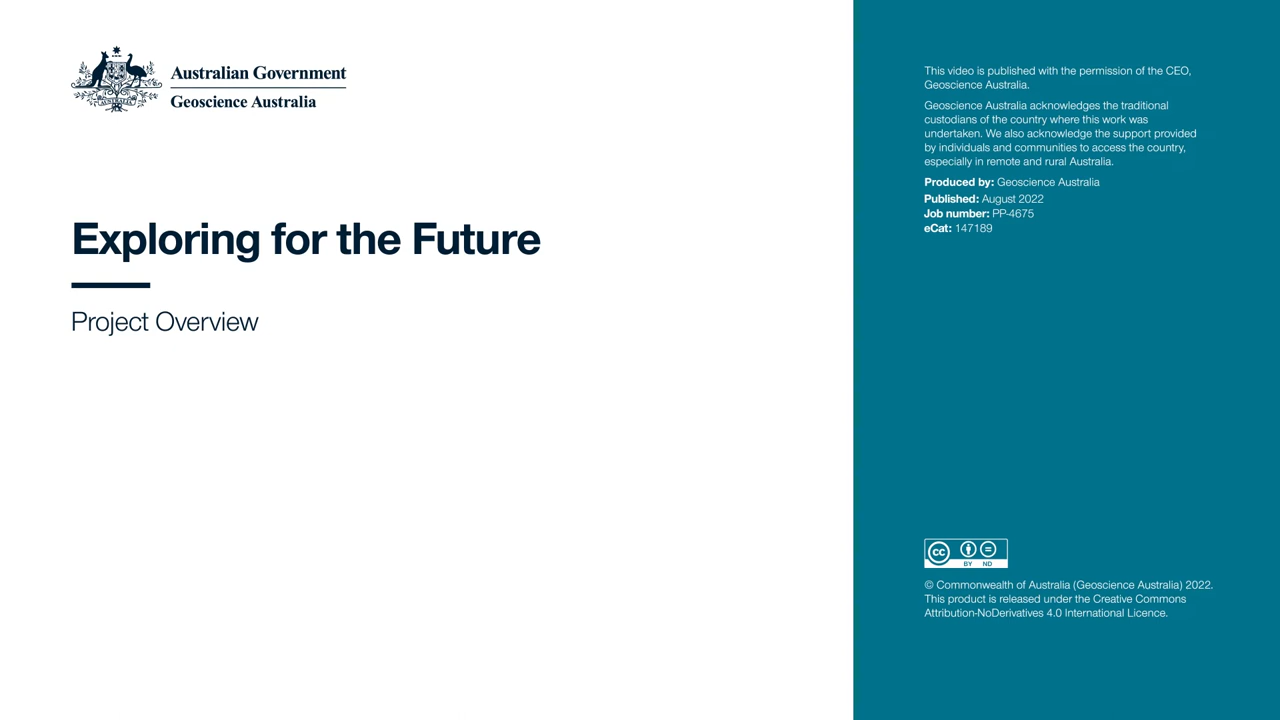 Australian Government
Geoscience Australia
Exploring for the Future
Project Overview
This video is published with the permission of the CEO,
Geoscience Australia.
Geoscience Australia acknowledges the traditional
custodians of the country where this work was
undertaken. We also acknowledge the support provided
by individuals and communities to access the country,
especially in remote and rural Australia.
Produced by: Geoscience Australia
Published: August 2022
Job number: PP-4675
eCat: 147189
cc
BY ND
© Commonwealth of Australia (Geoscience Australia) 2022.
This product is released under the Creative Commons
Attribution-NoDerivatives 4.0 International Licence.